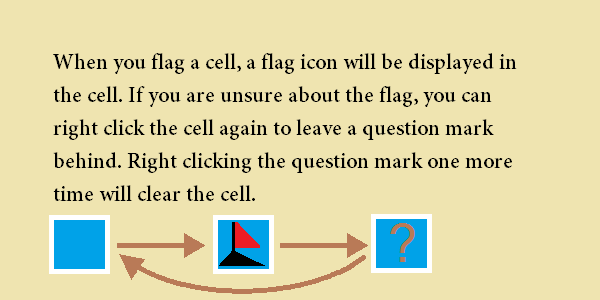 When you flag a cell, a flag icon will be displayed in
the cell. If you are unsure about the flag, you can
right click the cell again to leave a question mark
behind. Right clicking the question mark one more
time will clear the cell.
?